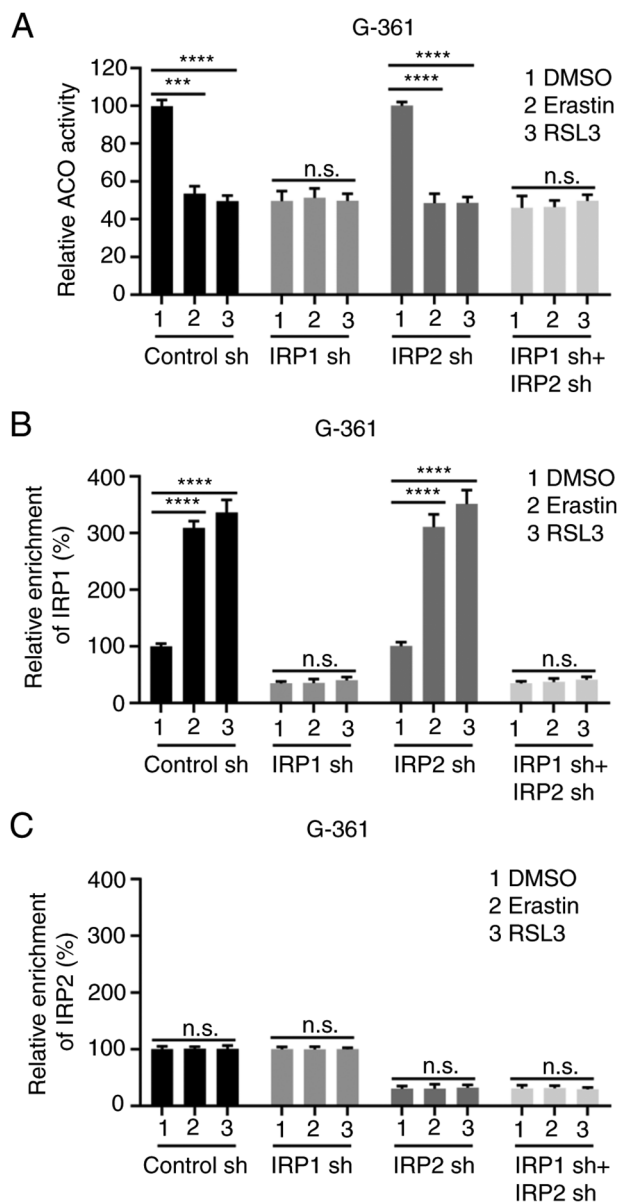 A
G-361
Relative ACO activity
120
100
80
60
40
20
0
****
***
n.s.
****
****
n.s.
1 DMSO
2 Erastin
3 RSL3
1 2 3 1 2 3 1 2 3 1 2 3
Control sh IRP1 sh IRP2 sh IRP1 sh+
IRP2 sh
B
G-361
Relative enrichment
of IRP1 (%)
400
300
200
100
0
****
****
n.s.
****
****
n.s.
1 DMSO
2 Erastin
3 RSL3
1 2 3 1 2 3 1 2 3 1 2 3
Control sh IRP1 sh IRP2 sh IRP1 sh+
IRP2 sh
C
G-361
Relative enrichment
of IRP2 (%)
400
300
200
100
0
n.s.
n.s.
n.s.
n.s.
1 DMSO
2 Erastin
3 RSL3
1 2 3 1 2 3 1 2 3 1 2 3
Control sh IRP1 sh IRP2 sh IRP1 sh+
IRP2 sh